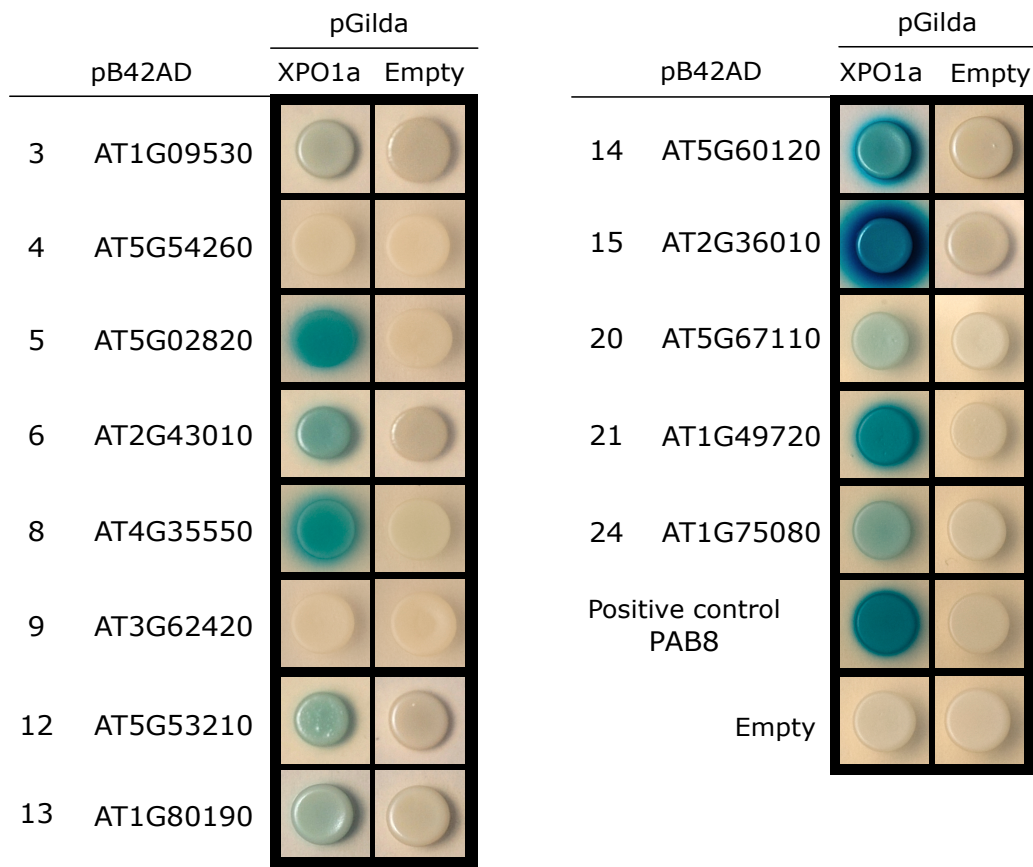 pGilda
pB42AD XPO1a Empty
3 AT1G09530
4 AT5G54260
5 AT5G02820
6 AT2G43010
8 AT4G35550
9 AT3G62420
12 AT5G53210
13 AT1G80190
pGilda
pB42AD XPO1a Empty
14 AT5G60120
15 AT2G36010
20 AT5G67110
21 AT1G49720
24 AT1G75080
Positive control
PAB8
Empty